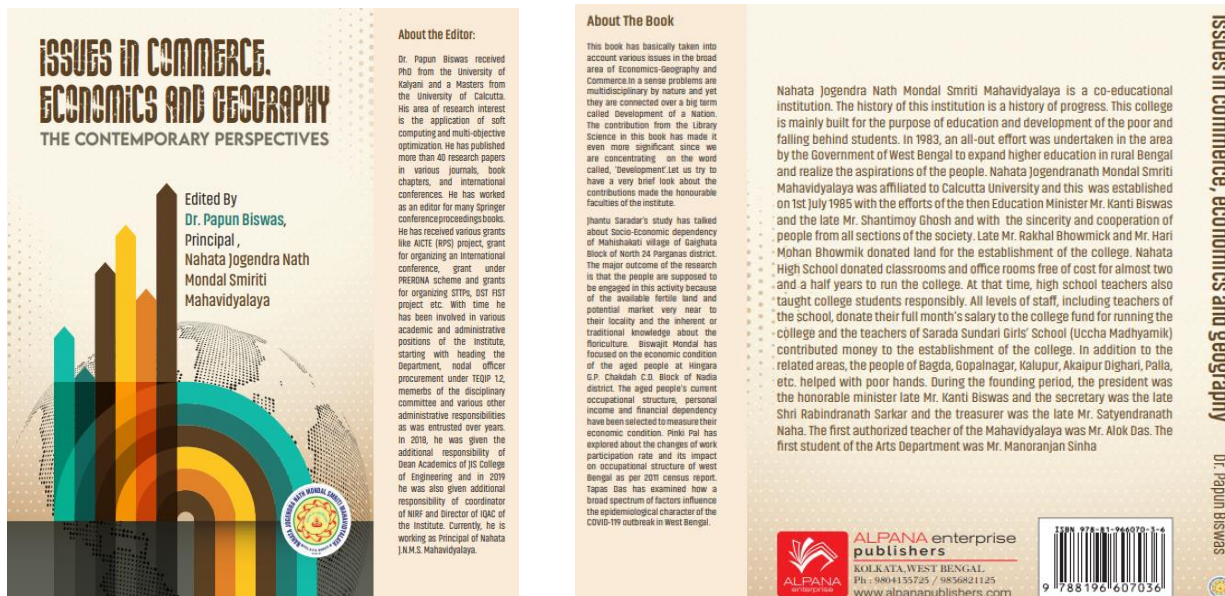 ISSUES IN COMMERCE,
ECONOMICS AND GEOGRAPHY
THE CONTEMPORARY PERSPECTIVES
Edited By
Dr. Papun Biswas,
Principal ,
Nahata Jogendra Nath
Mondal Smiriti
Mahavidyalaya
NAHATA JOGENDRA NATH MONDAL SMRITI MAHAVIDYALAYA
About the Editor:
Dr. Papun Biswas received
PhD from the University of
Kalyani and a Masters from
the University of Calcutta.
His area of research interest
is the application of soft
computing and multi-objective
optimization. He has published
more than 40 research papers
in various journals, book
chapters, and international
conferences. He has worked
as an editor for many Springer
conference proceedings books.
He has received various grants
like AICTE (RPS) project, grant
for organizing an International
conference, grant under
PRERONA scheme and grants
for organizing STTPs, DST FIST
project etc. With time he
has been involved in various
academic and administrative
positions of the Institute,
starting with heading the
Department, nodal officer
procurement under TEQIP 1.2,
memerbs of the disciplinary
committee and various other
administrative responsibilities
as was entrusted over years.
In 2018, he was given the
additional responsibility of
Dean Academics of JIS College
of Engineering and in 2019
he was also given additional
responsibility of coordinator
of NIRF and Director of IQAC of
the Institute. Currently, he is
working as Principal of Nahata
J.N.M.S. Mahavidyalaya.
About The Book
This book has basically taken into
account various issues in the broad
area of Economics-Geography and
Commerce.In a sense problems are
multidisciplinary by nature and yet
they are connected over a big term
called Development of a Nation.
The contribution from the Library
Science in this book has made it
even more significant since we
are concentrating on the word
called, 'Development'.Let us try to
have a very brief look about the
contributions made the honourable
faculties of the institute.
Jhantu Saradar's study has talked
about Socio-Economic dependency
of Mahishakati village of Gaighata
Block of North 24 Parganas district.
The major outcome of the research
is that the people are supposed to
be engaged in this activity because
of the available fertile land and
potential market very near to
their locality and the inherent or
traditional knowledge about the
floriculture. Biswajit Mondal has
focused on the economic condition
of the aged people at Hingara
G.P. Chakdah C.D. Block of Nadia
district. The aged people's current
occupational structure, personal
income and financial dependency
have been selected to measure their
economic condition. Pinki Pal has
explored about the changes of work
participation rate and its impact
on occupational structure of west
Bengal as per 2011 census report.
Tapas Das has examined how a
broad spectrum of factors influence
the epidemiological character of the
COVID-119 outbreak in West Bengal.
Nahata Jogendra Nath Mondal Smriti Mahavidyalaya is a co-educational
institution. The history of this institution is a history of progress. This college
is mainly built for the purpose of education and development of the poor and
falling behind students. In 1983, an all-out effort was undertaken in the area
by the Government of West Bengal to expand higher education in rural Bengal
and realize the aspirations of the people. Nahata Jogendranath Mondal Smriti
Mahavidyalaya was affiliated to Calcutta University and this was established
on 1st July 1985 with the efforts of the then Education Minister Mr. Kanti Biswas
and the late Mr. Shantimoy Ghosh and with the sincerity and cooperation of
people from all sections of the society. Late Mr. Rakhal Bhowmick and Mr. Hari
Mohan Bhowmik donated land for the establishment of the college. Nahata
High School donated classrooms and office rooms free of cost for almost two
and a half years to run the college. At that time, high school teachers also
taught college students responsibly. All levels of staff, including teachers of
the school, donate their full month's salary to the college fund for running the
college and the teachers of Sarada Sundari Girls' School (Uccha Madhyamik)
contributed money to the establishment of the college. In addition to the
related areas, the people of Bagda, Gopalnagar, Kalupur, Akaipur Dighari, Palla,
etc. helped with poor hands. During the founding period, the president was
the honorable minister late Mr. Kanti Biswas and the secretary was the late
Shri Rabindranath Sarkar and the treasurer was the late Mr. Satyendranath
Naha. The first authorized teacher of the Mahavidyalaya was Mr. Alok Das. The
first student of the Arts Department was Mr. Manoranjan Sinha
ALPANA
enterprise
ALPANA enterprise
publishers
KOLKATA,WEST BENGAL
Ph : 9804155725 / 9836821125
www.alpanapublishers.com
ISBN 978-81-966070-3-6
9 788196 607036
Issues in commerce, economics and geography
Dr. Papun Biswas